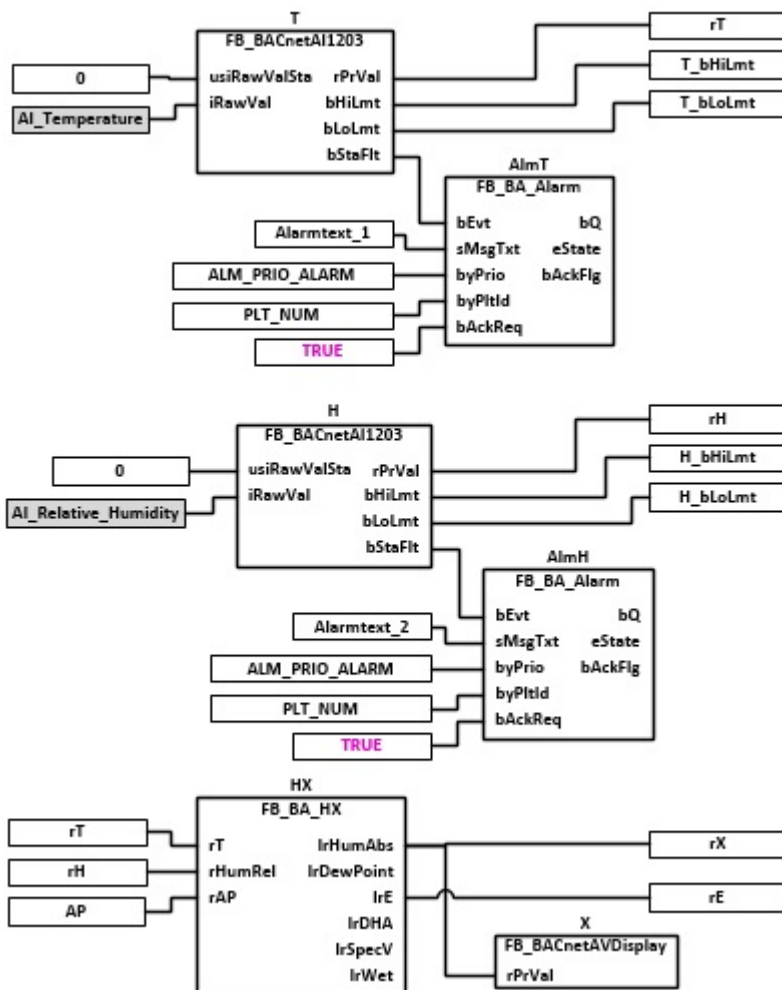 T
FB_BACnetAI1203
rT
0
usiRawValSta rPrVal
T_bHiLmt
AI_Temperature
iRawVal bHiLmt
T_bLoLmt
bLoLmt
bStaFlt
AlmT
FB_BA_Alarm
Alarmtext_1
bEvt bQ
sMsgTxt eState
ALM_PRIO_ALARM
byPrio bAckFlg
PLT_NUM
byPltId
TRUE
bAckReq
H
FB_BACnetAI1203
rH
0
usiRawValSta rPrVal
H_bHiLmt
AI_Relative_Humidity
iRawVal bHiLmt
H_bLoLmt
bLoLmt
bStaFlt
AlmH
FB_BA_Alarm
Alarmtext_2
bEvt bQ
sMsgTxt eState
ALM_PRIO_ALARM
byPrio bAckFlg
PLT_NUM
byPltId
TRUE
bAckReq
HX
FB_BA_HX
rT
rT lrHumAbs
rX
rH
rHumRel lrDewPoint
AP
rAP lrE
rE
lrDHA
X
lrSpecV
FB_BACnetAVDisplay
lrWet
rPrVal